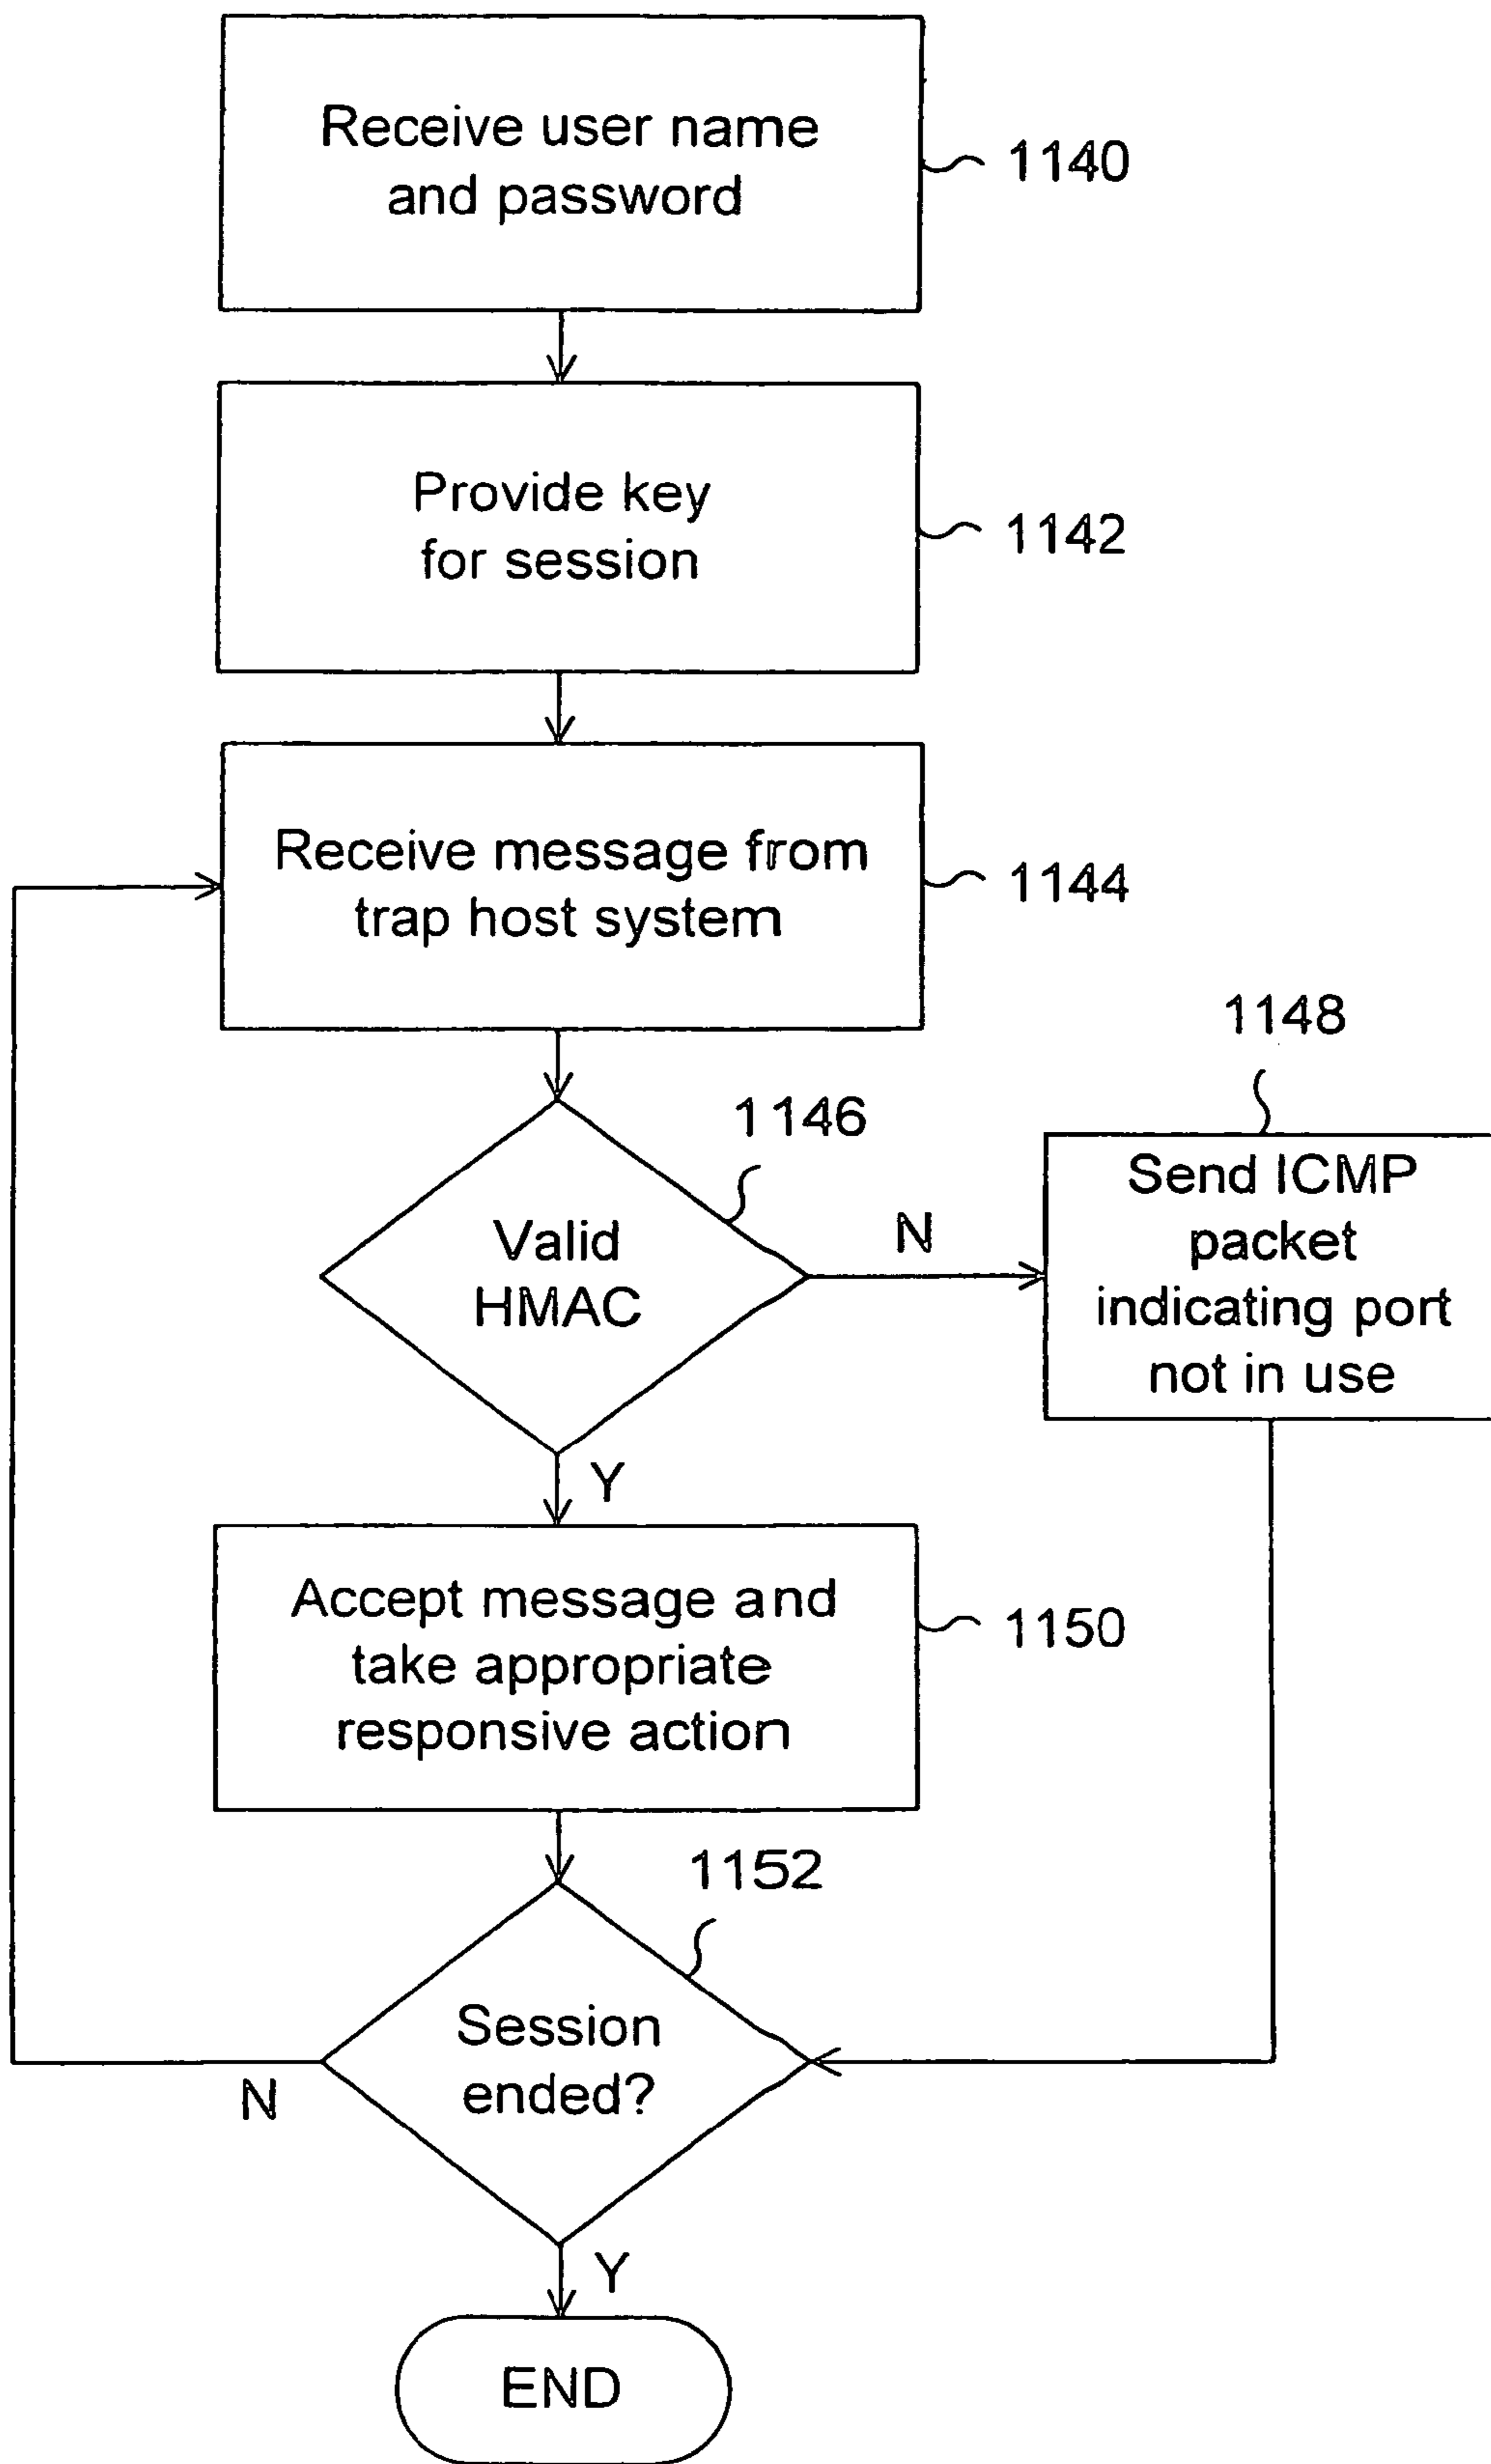 Receive user name
and password
1140
Provide key
for session
1142
Receive message from
trap host system
1144
1146
Valid
HMAC
N
Y
1148
Send ICMP
packet
indicating port
not in use
Accept message and
take appropriate
responsive action
1150
1152
Session
ended?
N
Y
END